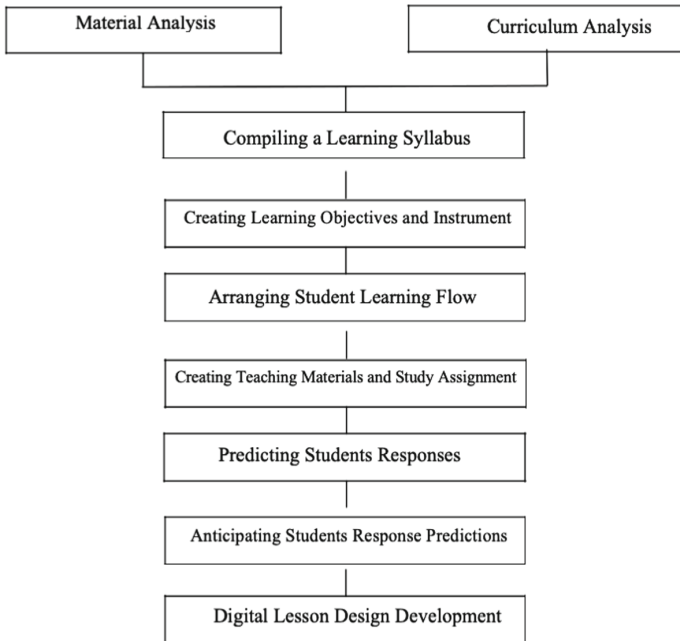 Material Analysis
Curriculum Analysis
Compiling a Learning Syllabus
Creating Learning Objectives and Instrument
Arranging Student Learning Flow
Creating Teaching Materials and Study Assignment
Predicting Students Responses
Anticipating Students Response Predictions
Digital Lesson Design Development